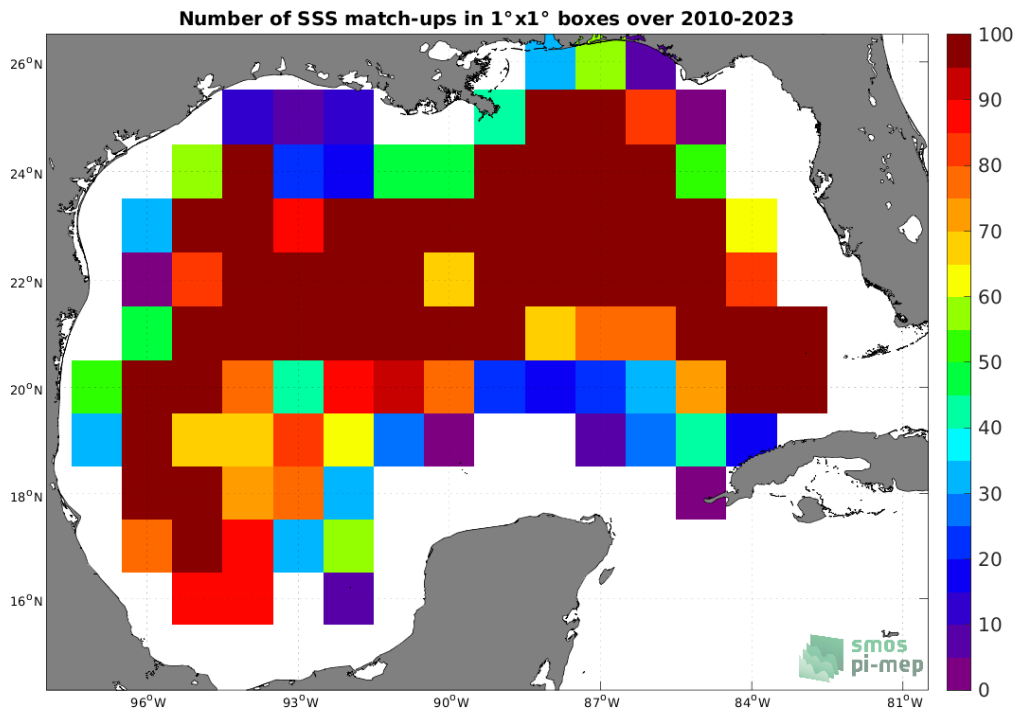 Number of SSS match-ups in 1°x1° boxes over 2010-2023
26°N
24°N
22°N
20°N
18°N
16°N
96°W
93°W
90°W
87°W
84°W
81°W
100
90
80
70
60
50
40
30
20
10
0
smos
pi-mep